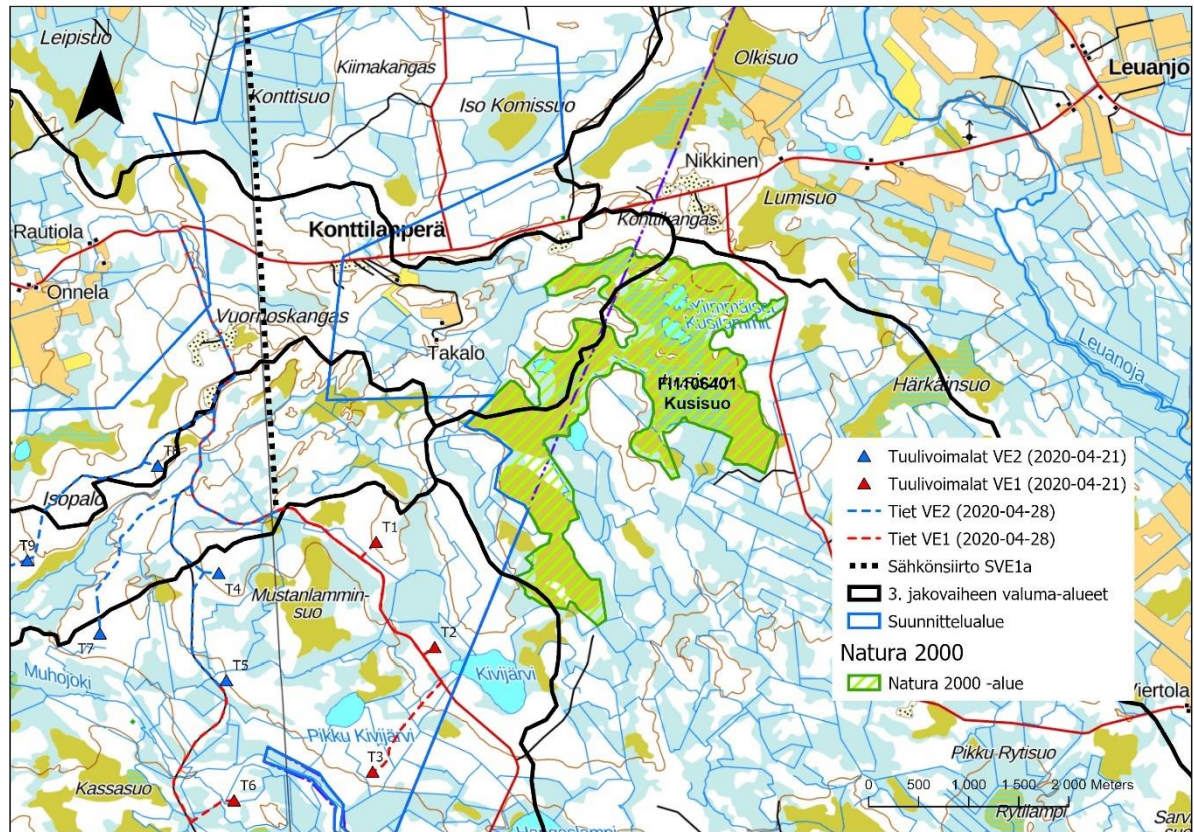 Leipisuo
N
Kiimakangas
Olkisuo
Leuanjo
Konttisuo
Iso Komissuo
Nikkinen
Lumisuo
Konttikangas
Rautiola
Konttilanperä
Onnela
Vuornoskangas
Takalo
Ylimmäiset
Kusilammit
FI1106401
Kusisuo
Härkäinsuo
Leuanoja
Isopalo
T8
T9
T1
T4
Mustanlammin-
suo
T7
T2
T5
Muhojoki
Kivijärvi
Pikku Kivijärvi
T3
T6
Kassasuo
Tuulivoimalat VE2 (2020-04-21)
Tuulivoimalat VE1 (2020-04-21)
Tiet VE2 (2020-04-28)
Tiet VE1 (2020-04-28)
Sähkönsiirto SVE1a
3. jakovaiheen valuma-alueet
Suunnittelualue
Natura 2000
Natura 2000 -alue
Viertola
Pikku Rytisuo
0 500 1 000 1 500 2 000 Meters
Rytilampi